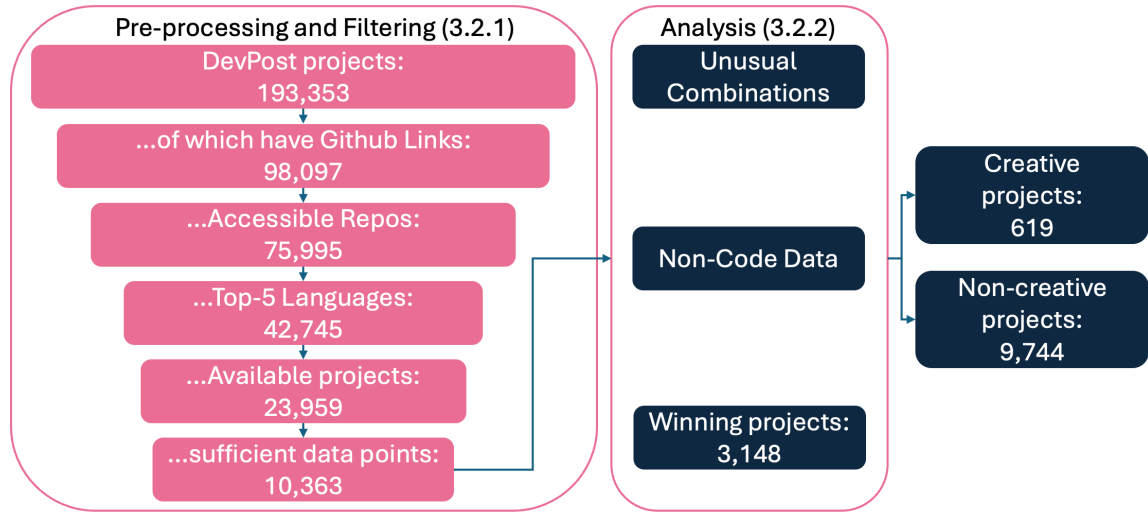 Pre-processing and Filtering (3.2.1)
DevPost projects:
193,353
...of which have Github Links:
98,097
...Accessible Repos:
75,995
...Top-5 Languages:
42,745
...Available projects:
23,959
...sufficient data points:
10,363
Analysis (3.2.2)
Unusual
Combinations
Non-Code Data
Winning projects:
3,148
Creative
projects:
619
Non-creative
projects:
9,744